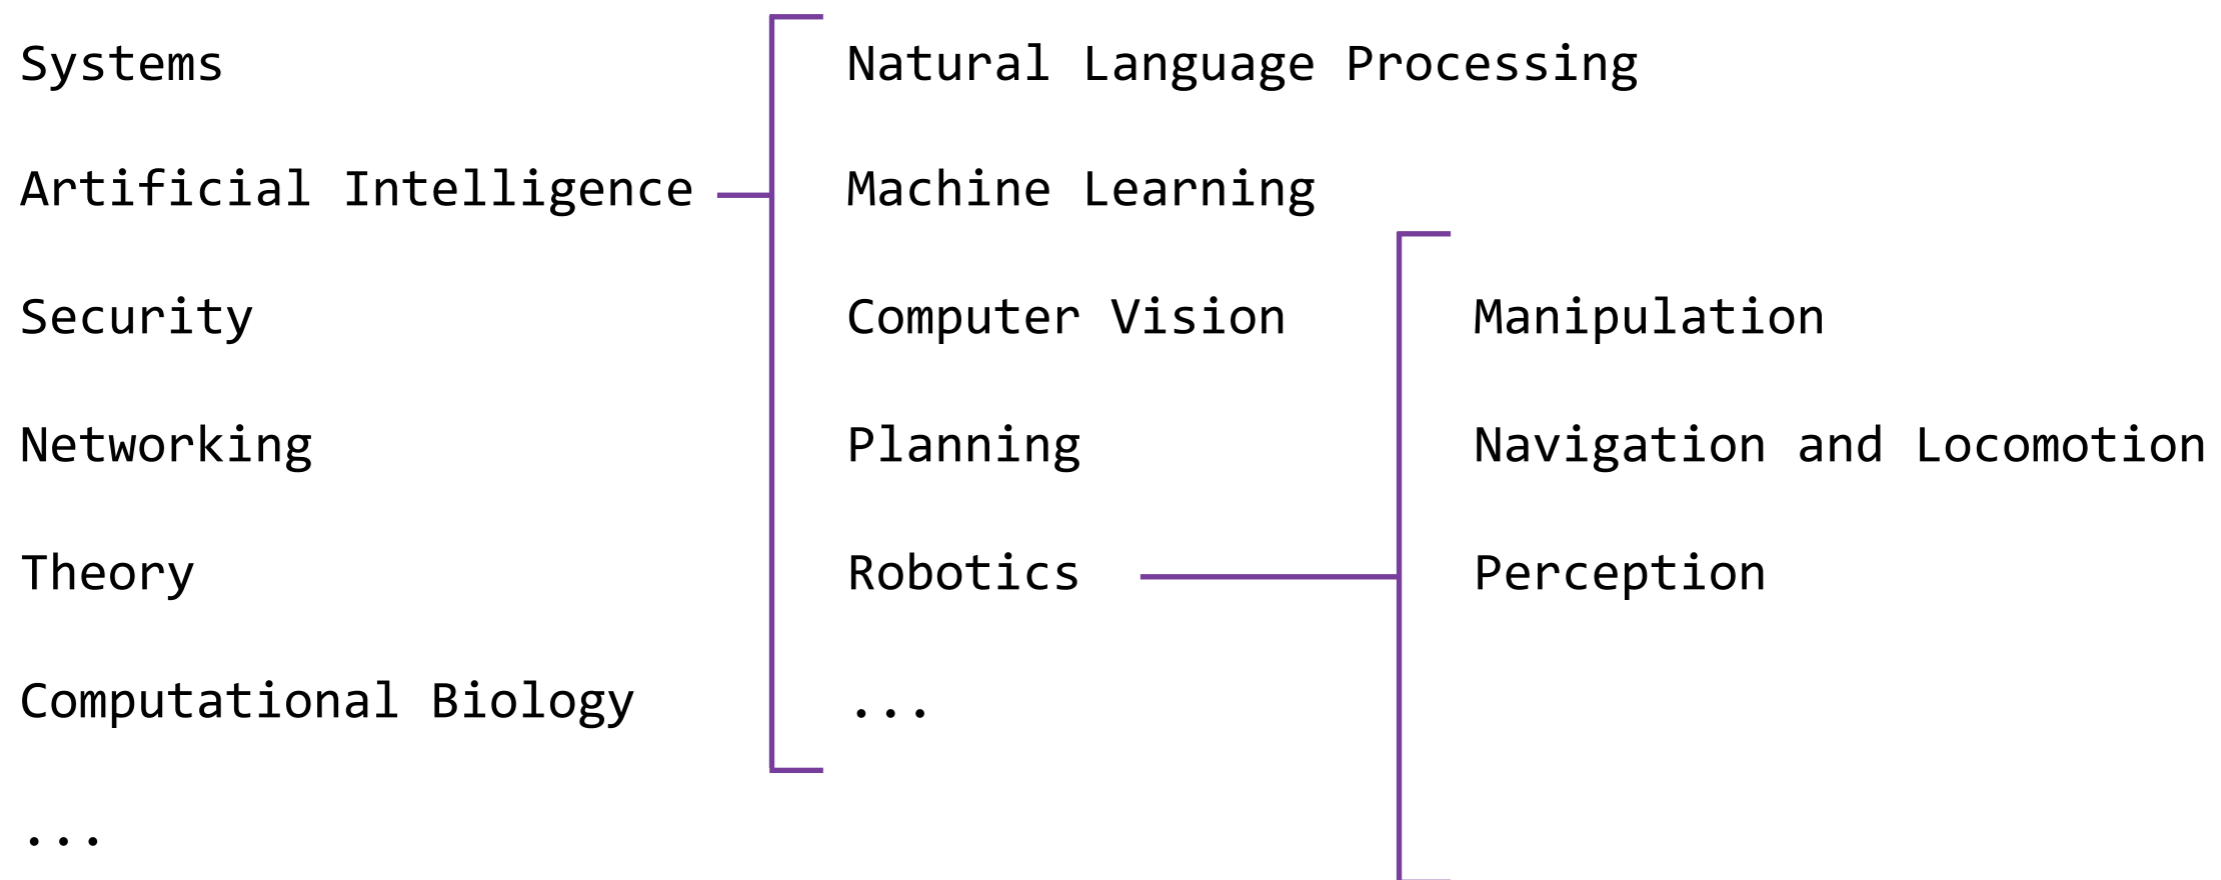 Systems
Artificial Intelligence
Security
Networking
Theory
Computational Biology
...
Natural Language Processing
Machine Learning
Computer Vision
Planning
Robotics
...
Manipulation
Navigation and Locomotion
Perception